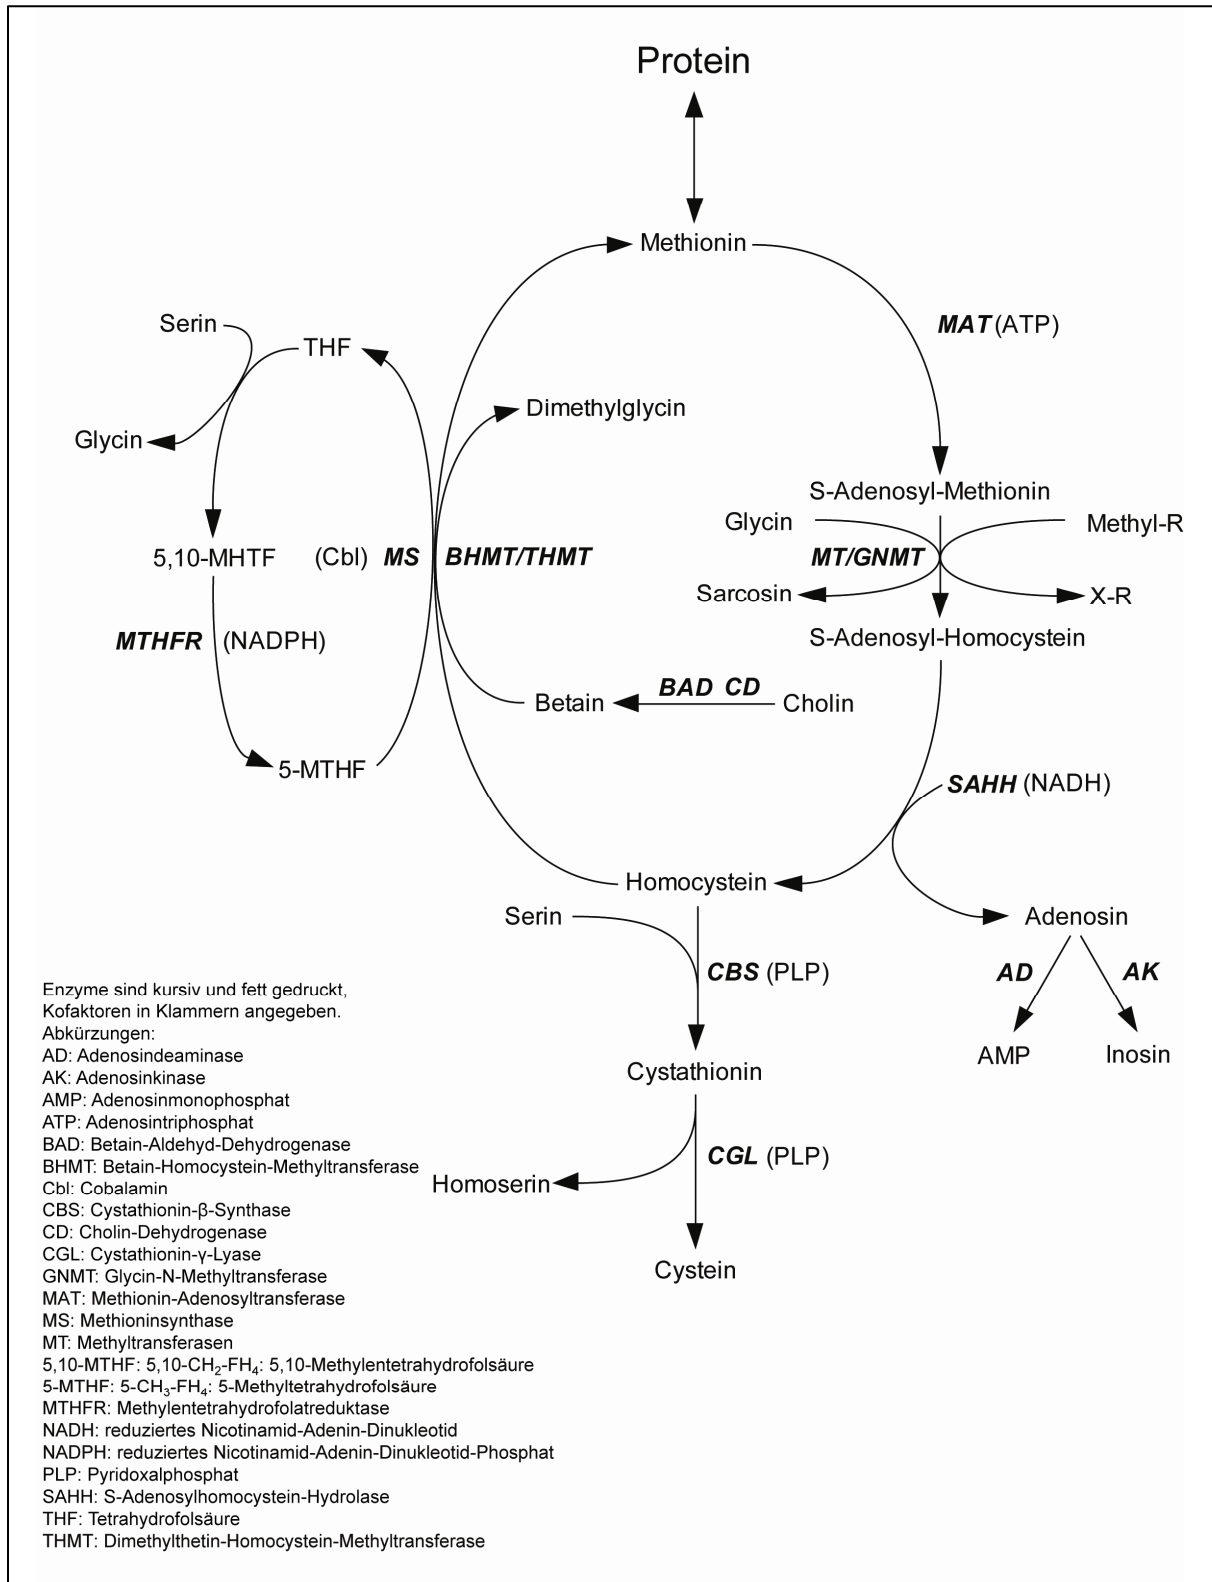 Protein
Methionin
Serin
MAT (ATP)
THF
Dimethylglycin
Glycin
S-Adenosyl-Methionin
Glycin
Methyl-R
5,10-MHTF
(Cbl) MS
BHMT/THMT
MT/GNMT
Sarcosin
X-R
MTHFR (NADPH)
S-Adenosyl-Homocystein
BAD CD
Betain
Cholin
5-MTHF
SAHH (NADH)
Homocystein
Serin
Adenosin
CBS (PLP)
AD
AK
AMP
Inosin
Cystathionin
CGL (PLP)
Homoserin
Cystein
Enzyme sind kursiv und fett gedruckt,
Kofaktoren in Klammern angegeben.
Abkürzungen:
AD: Adenosindeaminase
AK: Adenosinkinase
AMP: Adenosinmonophosphat
ATP: Adenosintriphosphat
BAD: Betain-Aldehyd-Dehydrogenase
BHMT: Betain-Homocystein-Methyltransferase
Cbl: Cobalamin
CBS: Cystathionin-β-Synthase
CD: Cholin-Dehydrogenase
CGL: Cystathionin-γ-Lyase
GNMT: Glycin-N-Methyltransferase
MAT: Methionin-Adenosyltransferase
MS: Methioninsynthase
MT: Methyltransferasen
5,10-MTHF: 5,10-CH₂-FH₄: 5,10-Methylentetrahydrofolsäure
5-MTHF: 5-CH₃-FH₄: 5-Methyltetrahydrofolsäure
MTHFR: Methylentetrahydrofolatreduktase
NADH: reduziertes Nicotinamid-Adenin-Dinukleotid
NADPH: reduziertes Nicotinamid-Adenin-Dinukleotid-Phosphat
PLP: Pyridoxalphosphat
SAHH: S-Adenosylhomocystein-Hydrolase
THF: Tetrahydrofolsäure
THMT: Dimethylthetin-Homocystein-Methyltransferase